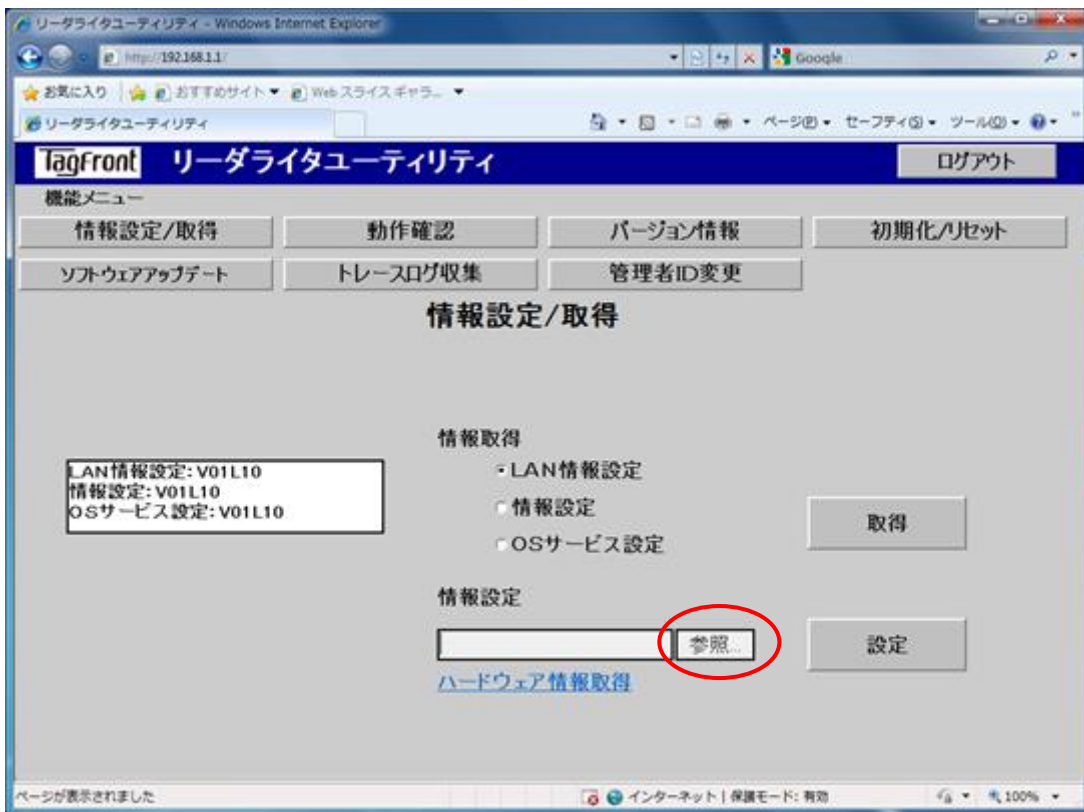 リーダライタユーティリティ - Windows Internet Explorer
http://192.168.1.1/
Google
お気に入り
おすすめサイト
Web スライス ギャラ...
リーダライタユーティリティ
ページ(P)
セーフティ(S)
ツール(O)
TagFront
リーダライタユーティリティ
ログアウト
機能メニュー
情報設定/取得
動作確認
バージョン情報
初期化/リセット
ソフトウェアアップデート
トレースログ収集
管理者ID変更
情報設定/取得
情報取得
LAN情報設定: V01L10
情報設定: V01L10
OSサービス設定: V01L10
LAN情報設定
情報設定
OSサービス設定
取得
情報設定
参照...
設定
ハードウェア情報取得
ページが表示されました
インターネット | 保護モード: 有効
100%